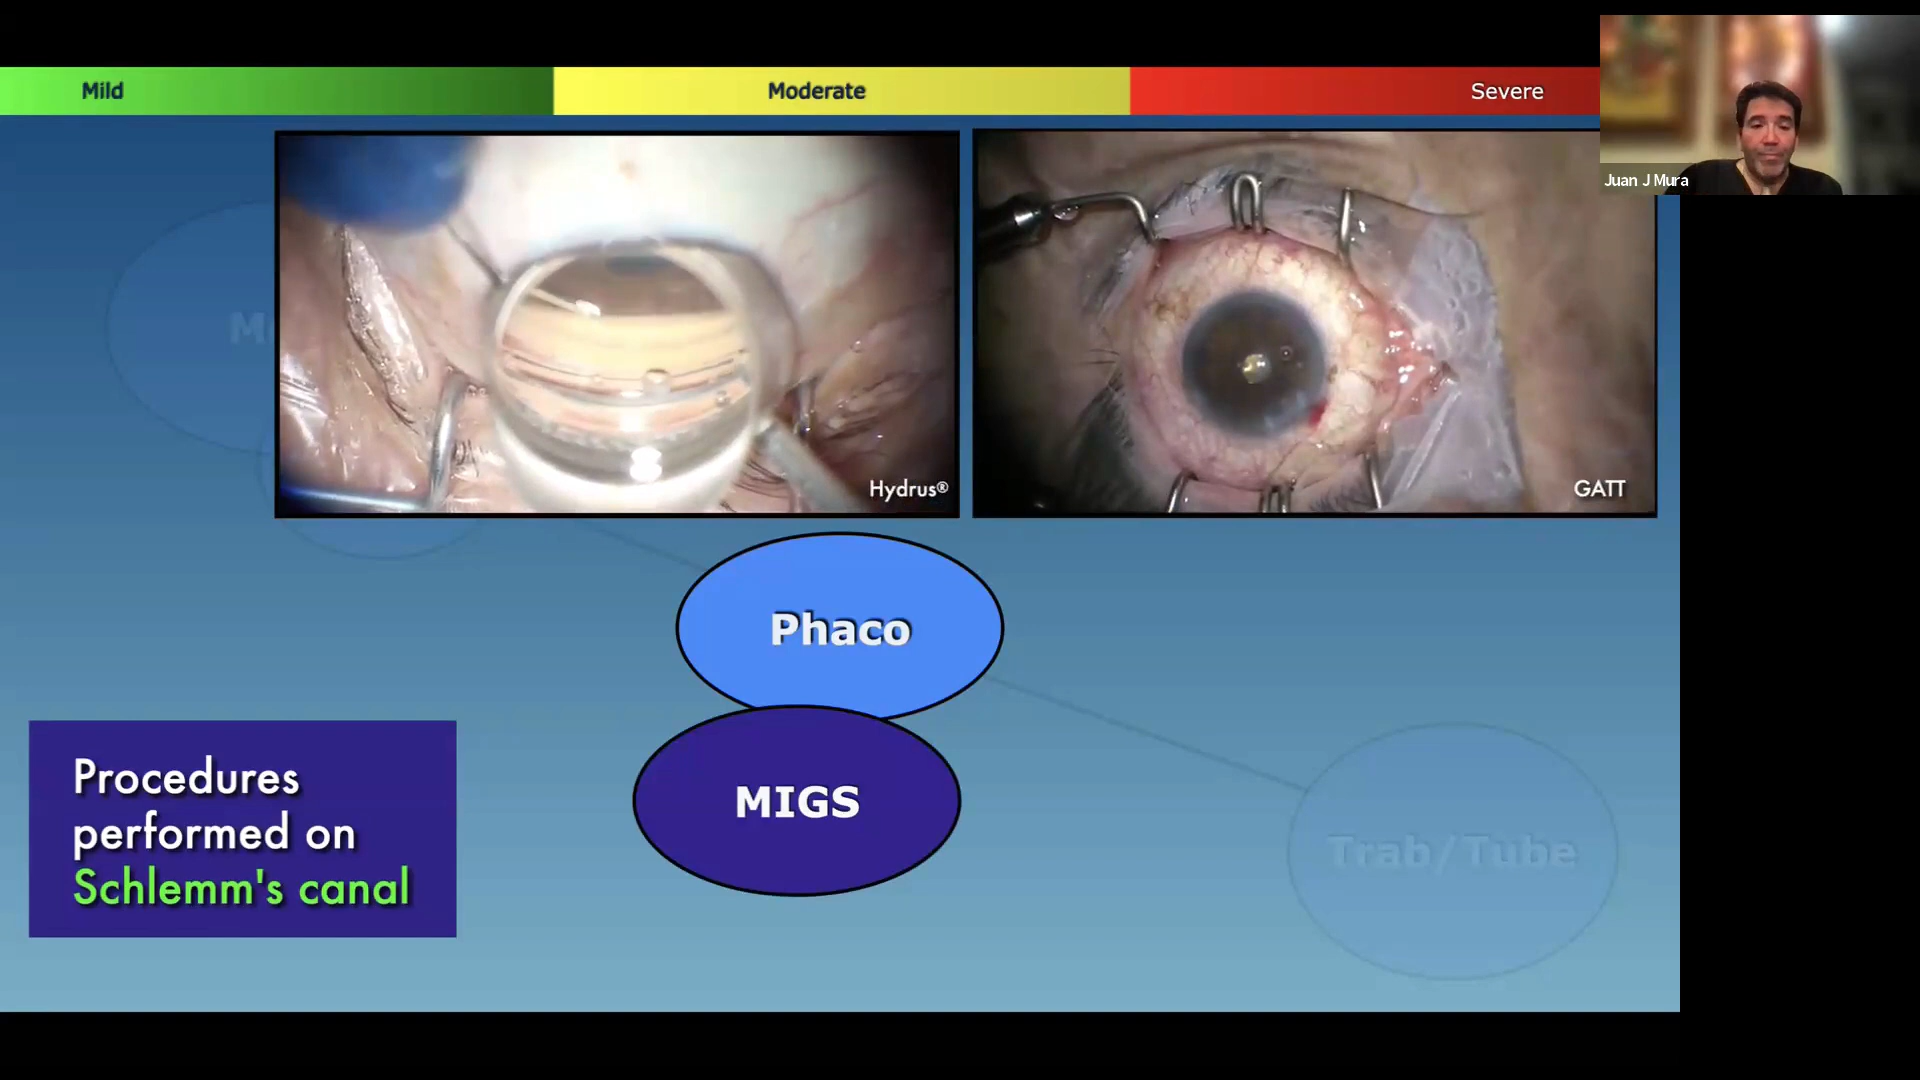 Mild
Moderate
Severe
Juan J Mura
Hydrus®
GATT
Phaco
MIGS
Procedures
performed on
Schlemm's canal
Trab/Tube